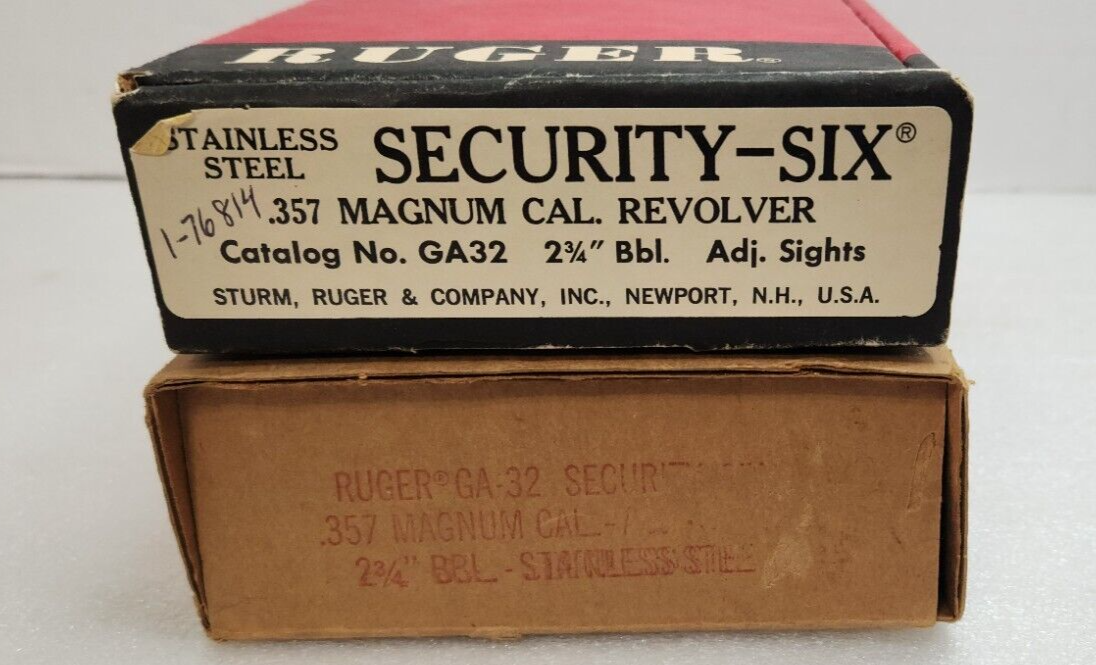 RUGER®
STAINLESS
STEEL
SECURITY-SIX®
1-76814
.357 MAGNUM CAL. REVOLVER
Catalog No. GA32 2¾" Bbl. Adj. Sights
STURM, RUGER & COMPANY, INC., NEWPORT, N.H., U.S.A.
RUGER® GA-32
.357 MAGNUM CAL.-
2¾" BBL. - STAINLESS STEEL